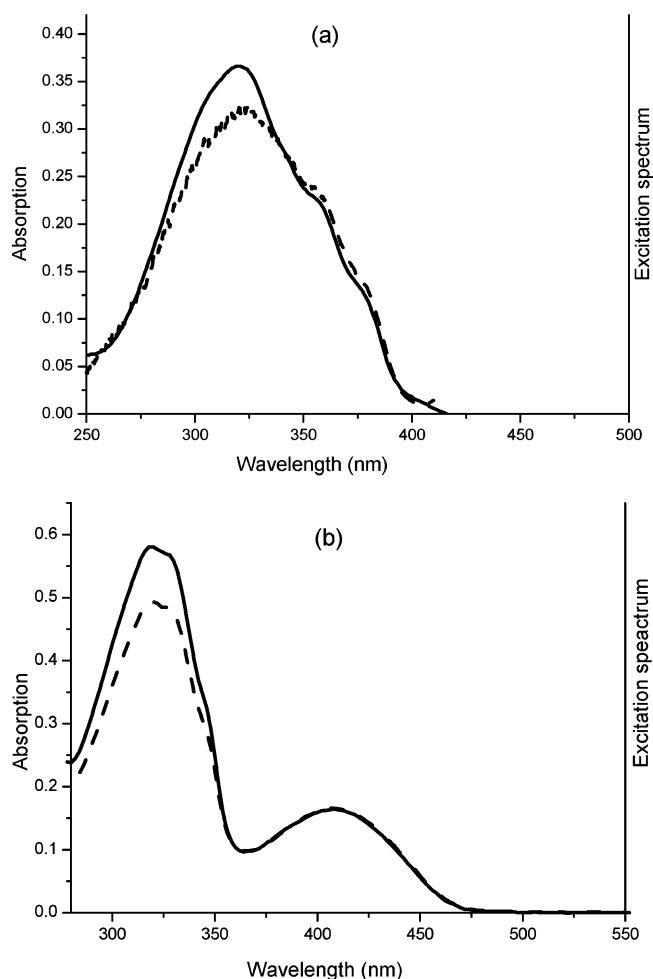 (a)
0.40
0.35
0.30
0.25
0.20
0.15
0.10
0.05
0.00
Absorption
Excitation spectrum
250 300 350 400 450 500
Wavelength (nm)
(b)
0.6
0.5
0.4
0.3
0.2
0.1
0.0
Absorption
Excitation speactrum
300 350 400 450 500 550
Wavelength (nm)